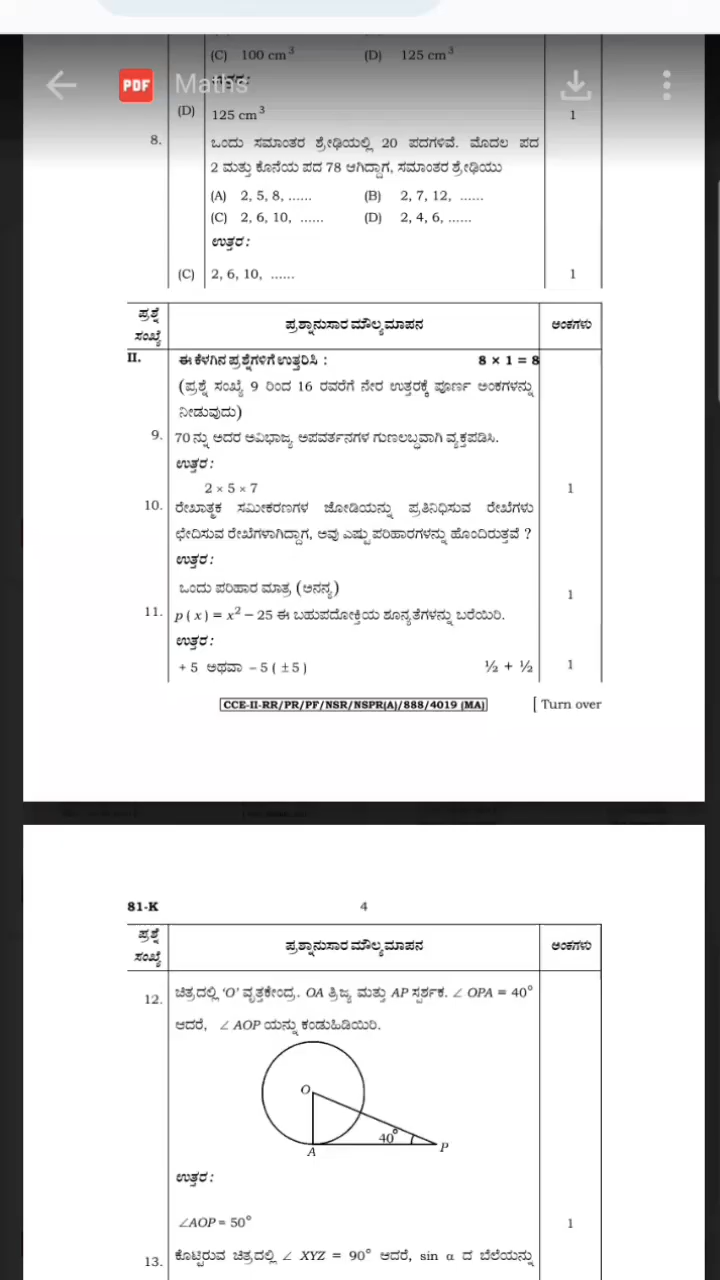 (C) 100 cm³ (D) 125 cm³
PDF Maths
(D) 125 cm³ 1
8. ಒಂದು ಸಮಾಂತರ ಶ್ರೇಢಿಯಲ್ಲಿ 20 ಪದಗಳಿವೆ. ಮೊದಲ ಪದ
2 ಮತ್ತು ಕೊನೆಯ ಪದ 78 ಆಗಿದ್ದಾಗ, ಸಮಾಂತರ ಶ್ರೇಢಿಯು
(A) 2, 5, 8, ...... (B) 2, 7, 12, ......
(C) 2, 6, 10, ...... (D) 2, 4, 6, ......
ಉತ್ತರ :
(C) 2, 6, 10, ...... 1
ಪ್ರಶ್ನೆ
ಸಂಖ್ಯೆ
ಪ್ರಶ್ನಾನುಸಾರ ಮೌಲ್ಯಮಾಪನ
ಅಂಕಗಳು
II. ಈ ಕೆಳಗಿನ ಪ್ರಶ್ನೆಗಳಿಗೆ ಉತ್ತರಿಸಿ : 8 × 1 = 8
(ಪ್ರಶ್ನೆ ಸಂಖ್ಯೆ 9 ರಿಂದ 16 ರವರೆಗೆ ನೇರ ಉತ್ತರಕ್ಕೆ ಪೂರ್ಣ ಅಂಕಗಳನ್ನು
ನೀಡುವುದು)
9. 70 ನ್ನು ಅದರ ಅವಿಭಾಜ್ಯ ಅಪವರ್ತನಗಳ ಗುಣಲಬ್ಧವಾಗಿ ವ್ಯಕ್ತಪಡಿಸಿ.
ಉತ್ತರ :
2 × 5 × 7 1
10. ರೇಖಾತ್ಮಕ ಸಮೀಕರಣಗಳ ಜೋಡಿಯನ್ನು ಪ್ರತಿನಿಧಿಸುವ ರೇಖೆಗಳು
ಛೇದಿಸುವ ರೇಖೆಗಳಾಗಿದ್ದಾಗ, ಅವು ಎಷ್ಟು ಪರಿಹಾರಗಳನ್ನು ಹೊಂದಿರುತ್ತವೆ ?
ಉತ್ತರ :
ಒಂದು ಪರಿಹಾರ ಮಾತ್ರ (ಅನನ್ಯ) 1
11. p ( x ) = x² – 25 ಈ ಬಹುಪದೋಕ್ತಿಯ ಶೂನ್ಯತೆಗಳನ್ನು ಬರೆಯಿರಿ.
ಉತ್ತರ :
+ 5 ಅಥವಾ – 5 ( ± 5 ) ½ + ½ 1
CCE-II-RR/PR/PF/NSR/NSPR(A)/888/4019 (MA) [ Turn over
81-K 4
ಪ್ರಶ್ನೆ
ಸಂಖ್ಯೆ
ಪ್ರಶ್ನಾನುಸಾರ ಮೌಲ್ಯಮಾಪನ
ಅಂಕಗಳು
12. ಚಿತ್ರದಲ್ಲಿ ‘O’ ವೃತ್ತಕೇಂದ್ರ. OA ತ್ರಿಜ್ಯ ಮತ್ತು AP ಸ್ಪರ್ಶಕ. ∠ OPA = 40°
ಆದರೆ, ∠ AOP ಯನ್ನು ಕಂಡುಹಿಡಿಯಿರಿ.
O
40°
A
P
ಉತ್ತರ :
∠AOP = 50° 1
13. ಕೊಟ್ಟಿರುವ ಚಿತ್ರದಲ್ಲಿ ∠ XYZ = 90° ಆದರೆ, sin α ದ ಬೆಲೆಯನ್ನು